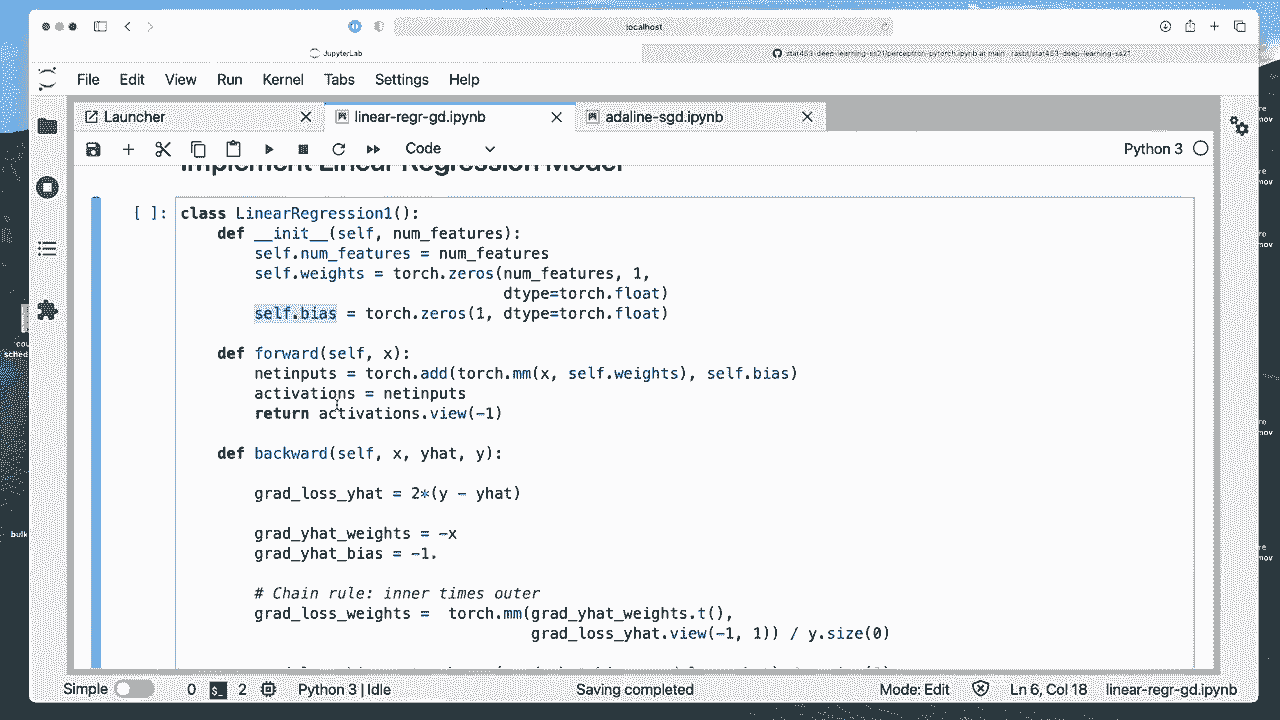 localhost
JupyterLab
stat453-deep-learning-ss21/perceptron-pytorch.ipynb at main · rasbt/stat453-deep-learning-ss21
File Edit View Run Kernel Tabs Settings Help
Launcher linear-regr-gd.ipynb adaline-sgd.ipynb
Code Python 3
Implement Linear Regression Model
[ ]: class LinearRegression1():
def __init__(self, num_features):
self.num_features = num_features
self.weights = torch.zeros(num_features, 1,
dtype=torch.float)
self.bias = torch.zeros(1, dtype=torch.float)
def forward(self, x):
netinputs = torch.add(torch.mm(x, self.weights), self.bias)
activations = netinputs
return activations.view(-1)
def backward(self, x, yhat, y):
grad_loss_yhat = 2*(y - yhat)
grad_yhat_weights = -x
grad_yhat_bias = -1.
# Chain rule: inner times outer
grad_loss_weights = torch.mm(grad_yhat_weights.t(),
grad_loss_yhat.view(-1, 1)) / y.size(0)
Simple 0 2 Python 3 | Idle Saving completed Mode: Edit Ln 6, Col 18 linear-regr-gd.ipynb